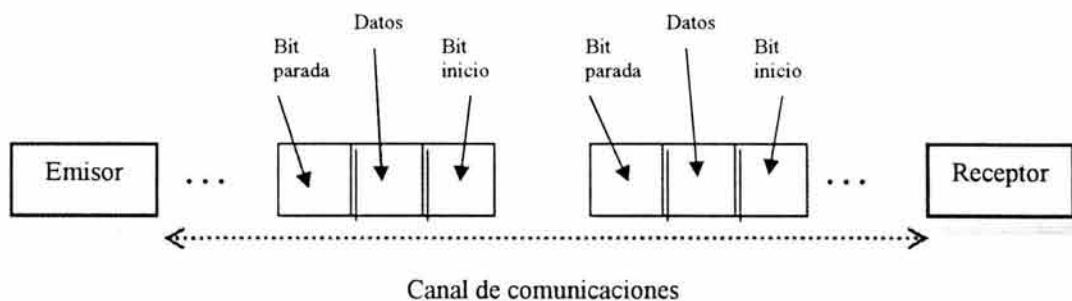 Datos
Bit
parada
Bit
inicio
Datos
Bit
parada
Bit
inicio
Emisor
...
...
Receptor
Canal de comunicaciones